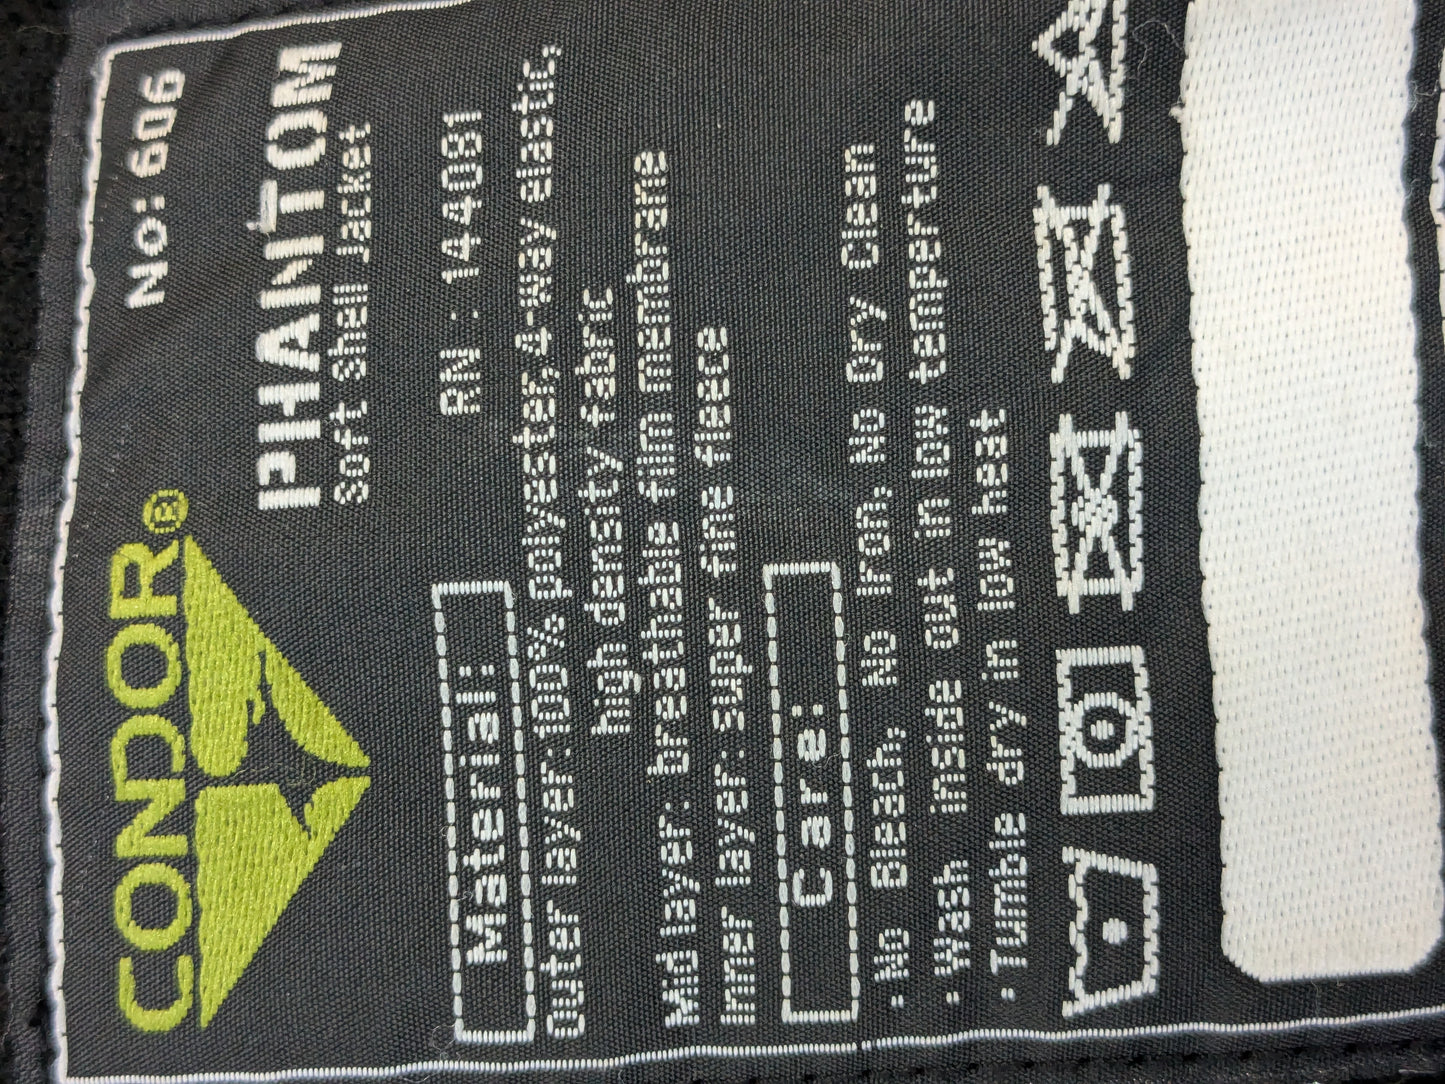 CONDOR®
No: 606
PHANTOM
Soft Shell Jacket
Material:
RN : 14081
Outer layer: 100% polyester, 4-way elastic,
high density fabric
Mid layer: breathable film membrane
Inner layer: super fine fleece
Care:
• No Bleach, No Iron, No Dry Clean
• Wash inside out in low temperture
• Tumble dry in low heat